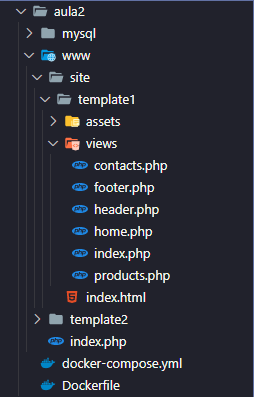 aula2
mysql
www
site
template1
assets
views
contacts.php
footer.php
header.php
home.php
index.php
products.php
index.html
template2
index.php
docker-compose.yml
Dockerfile